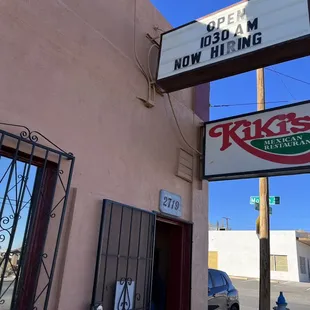 OPEN
1030 AM
NOW HIRING
KiKi's
MEXICAN
RESTAURANT
2719